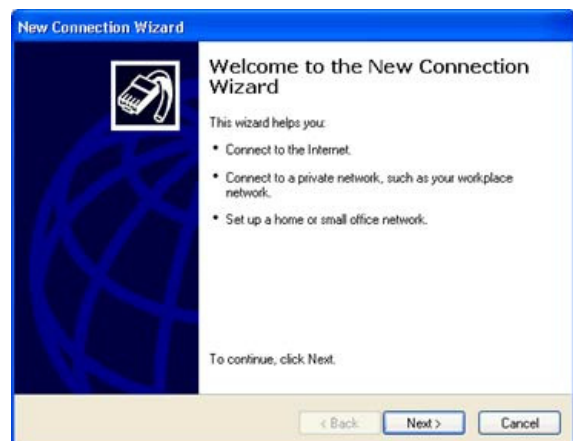 New Connection Wizard
Welcome to the New Connection
Wizard
This wizard helps you:
• Connect to the Internet.
• Connect to a private network, such as your workplace
network.
• Set up a home or small office network.
To continue, click Next.
< Back
Next >
Cancel